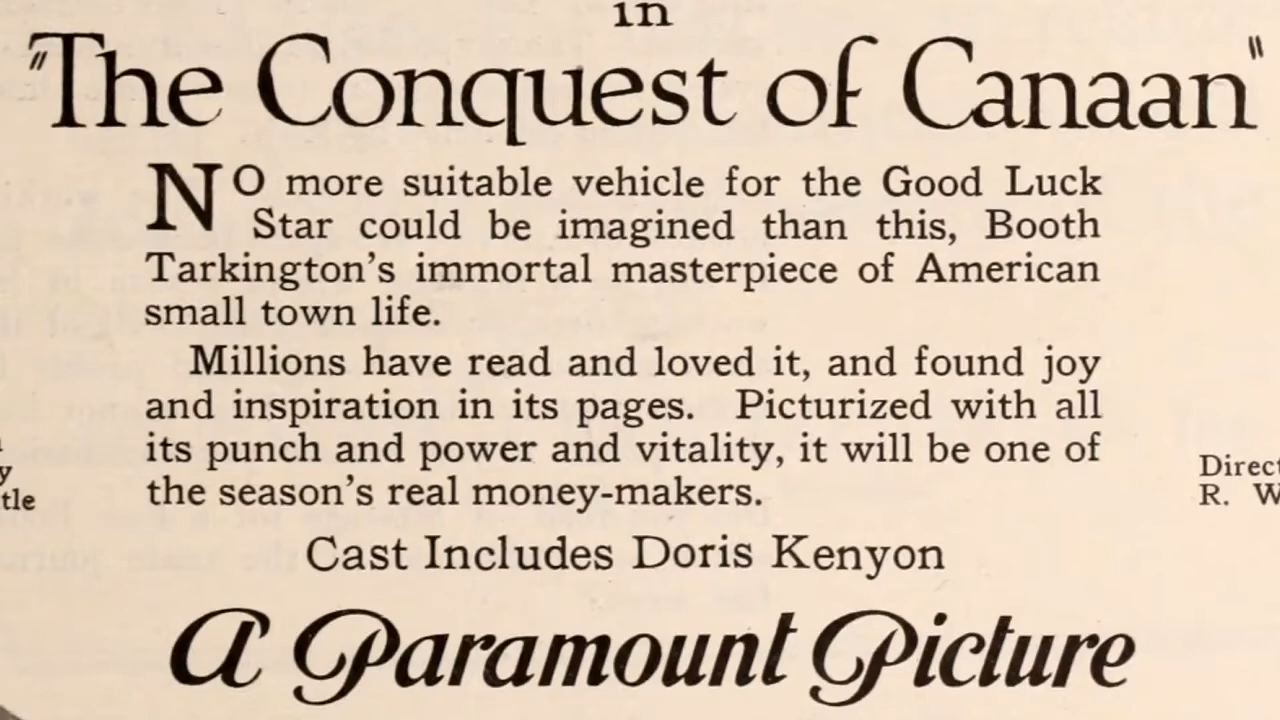 in
"The Conquest of Canaan"
NO more suitable vehicle for the Good Luck
Star could be imagined than this, Booth
Tarkington's immortal masterpiece of American
small town life.
Millions have read and loved it, and found joy
and inspiration in its pages. Picturized with all
its punch and power and vitality, it will be one of
the season's real money-makers.
Cast Includes Doris Kenyon
A Paramount Picture